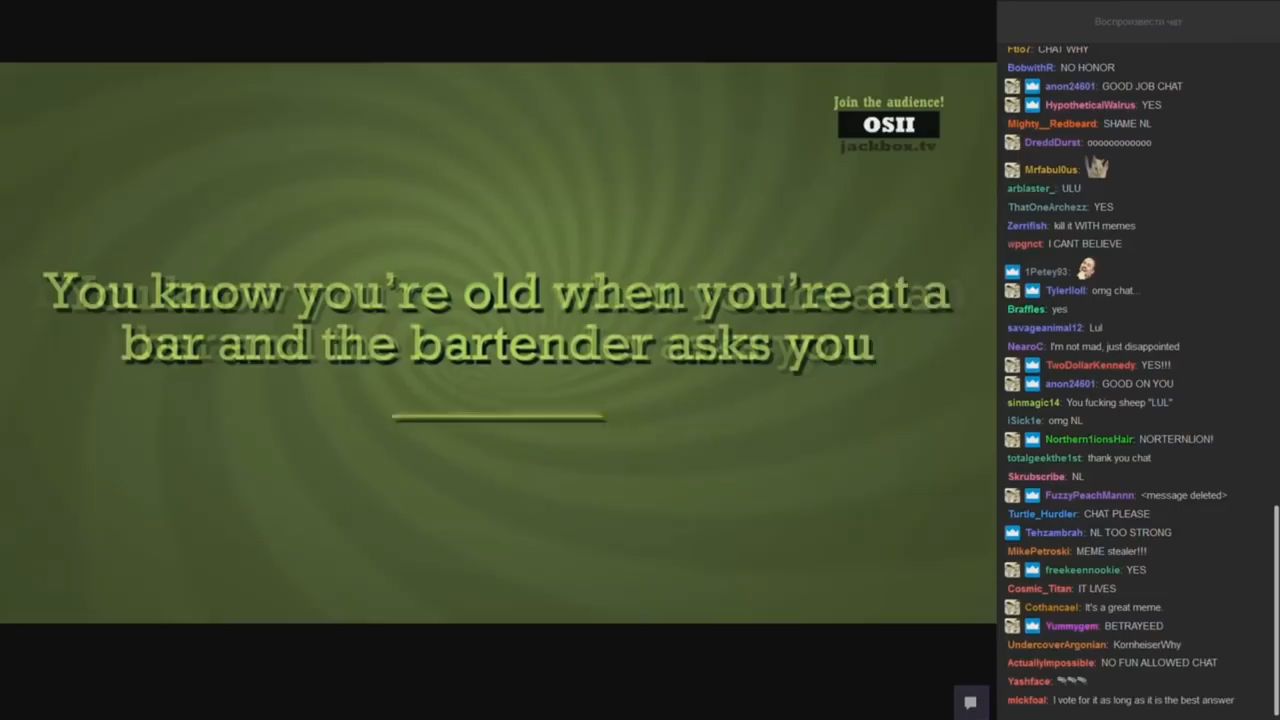 Воспроизвести чат
Join the audience!
OSII
jackbox.tv
You know you're old when you're at a
bar and the bartender asks you
Ftlo7: CHAT WHY
BobwithR: NO HONOR
anon24601: GOOD JOB CHAT
HypotheticalWalrus: YES
Mighty__Redbeard: SHAME NL
DreddDurst: oooooooooooo
Mrfabul0us:
arblaster_: ULU
ThatOneArchezz: YES
Zerrifish: kill it WITH memes
wpgnct: I CANT BELIEVE
1Petey93:
Tylerlloll: omg chat...
Braffles: yes
savageanimal12: Lul
NearoC: I'm not mad, just disappointed
TwoDollarKennedy: YES!!!
anon24601: GOOD ON YOU
sinmagic14: You fucking sheep "LUL"
iSick1e: omg NL
Northern1ionsHair: NORTERNLION!
totalgeekthe1st: thank you chat
Skrubscribe: NL
FuzzyPeachMannn: <message deleted>
Turtle_Hurdler: CHAT PLEASE
Tehzambrah: NL TOO STRONG
MikePetroski: MEME stealer!!!
freekeennookie: YES
Cosmic_Titan: IT LIVES
Cothancael: It's a great meme.
Yummygem: BETRAYEED
UndercoverArgonian: KornheiserWhy
ActuallyImpossible: NO FUN ALLOWED CHAT
Yashface:
mickfoal: I vote for it as long as it is the best answer